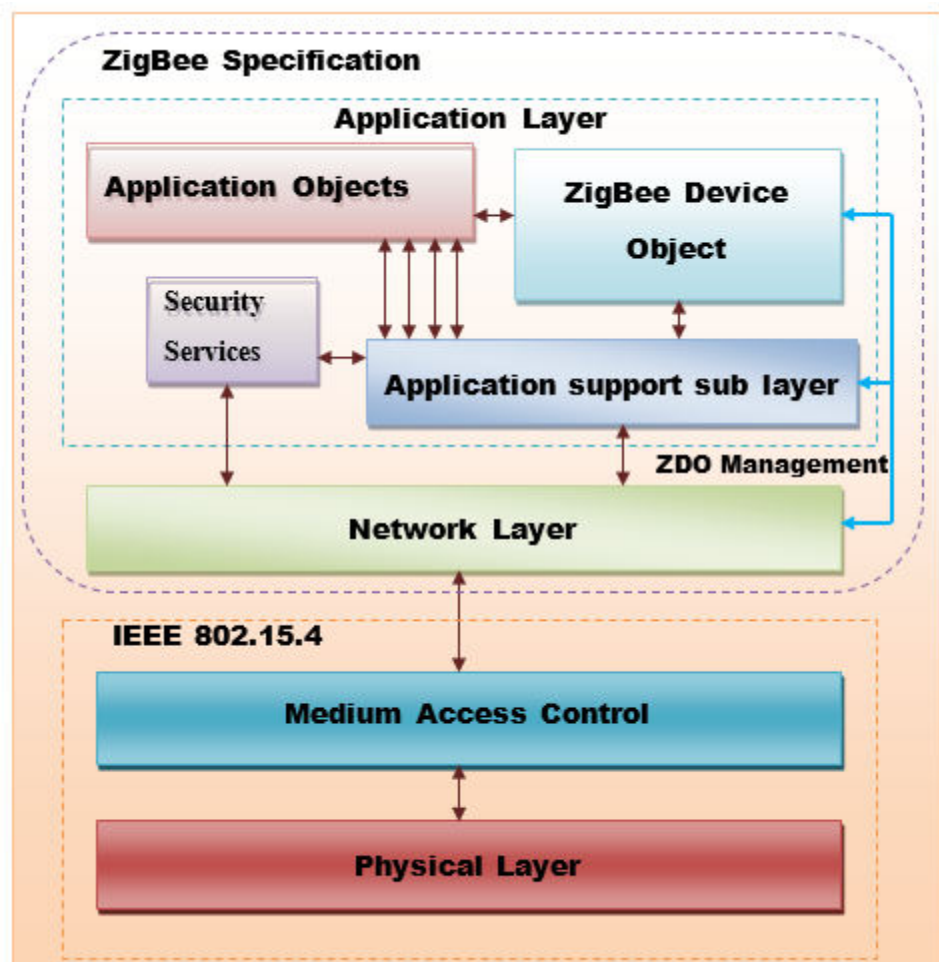 ZigBee Specification
Application Layer
Application Objects
ZigBee Device
Object
Security
Services
Application support sub layer
ZDO Management
Network Layer
IEEE 802.15.4
Medium Access Control
Physical Layer